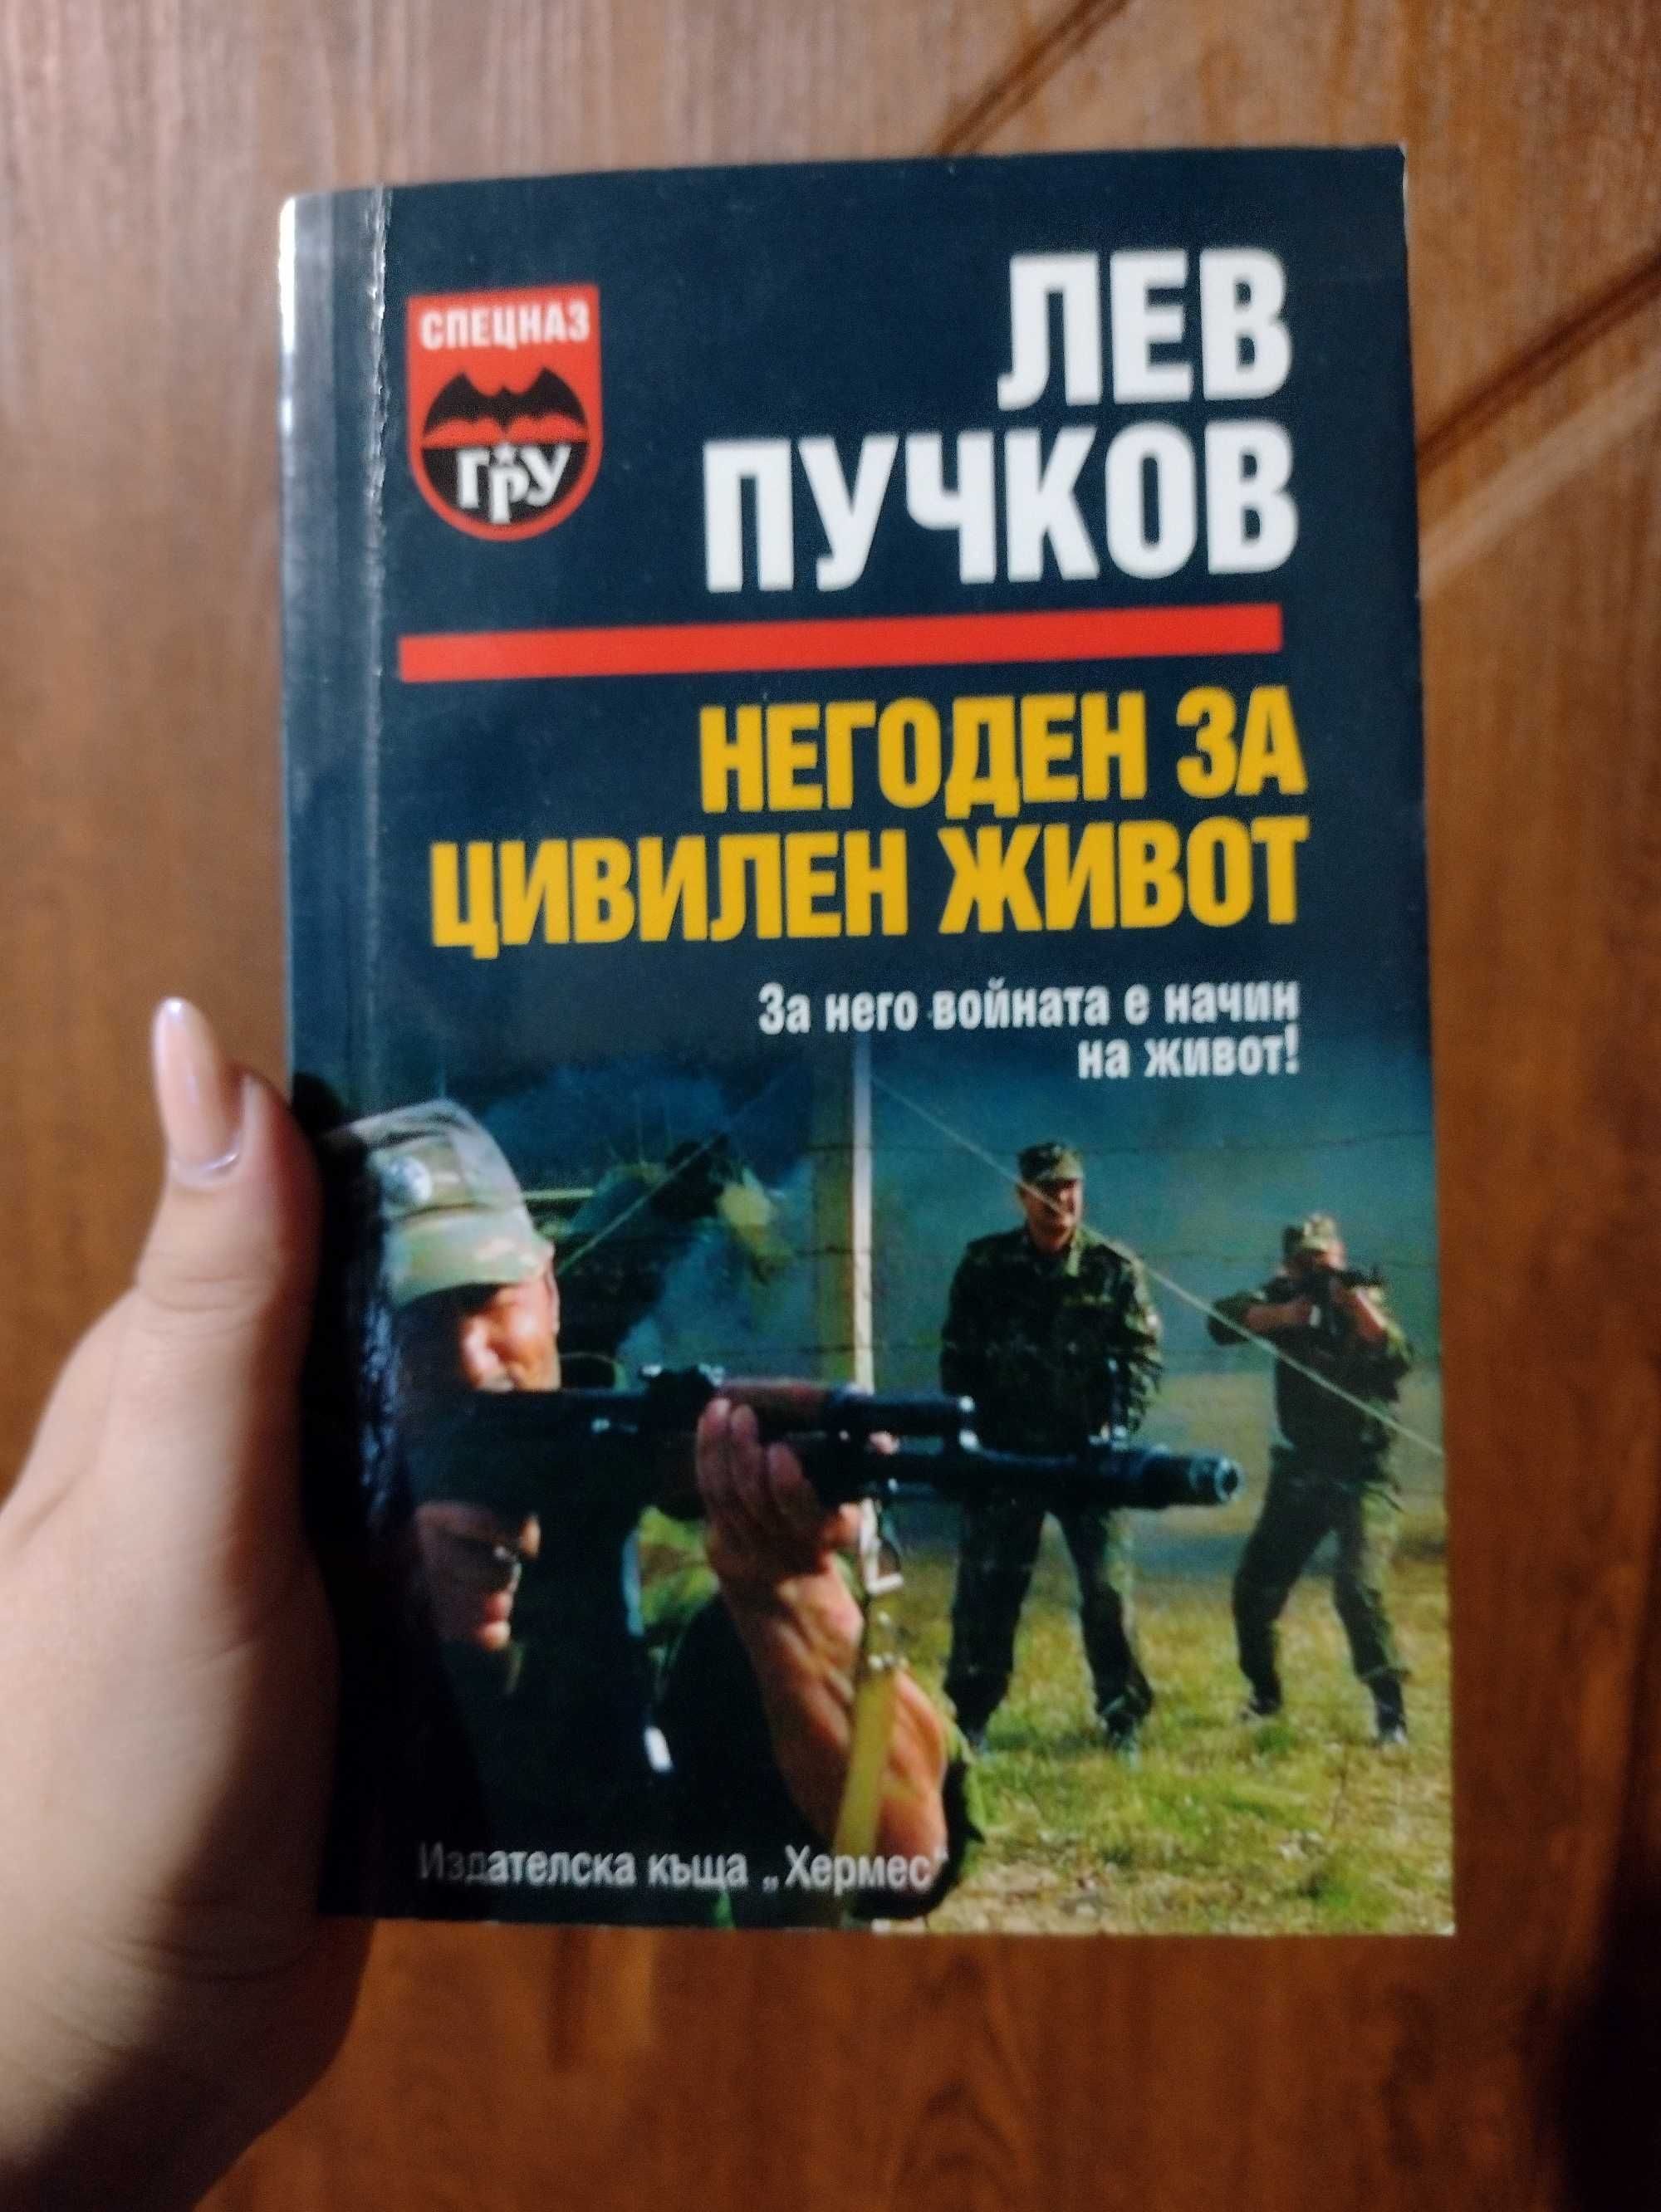 СПЕЦНАЗ
ГРУ
ЛЕВ
ПУЧКОВ
НЕГОДЕН ЗА
ЦИВИЛЕН ЖИВОТ
За него войната е начин
на живот!
Издателска къща „Хермес“